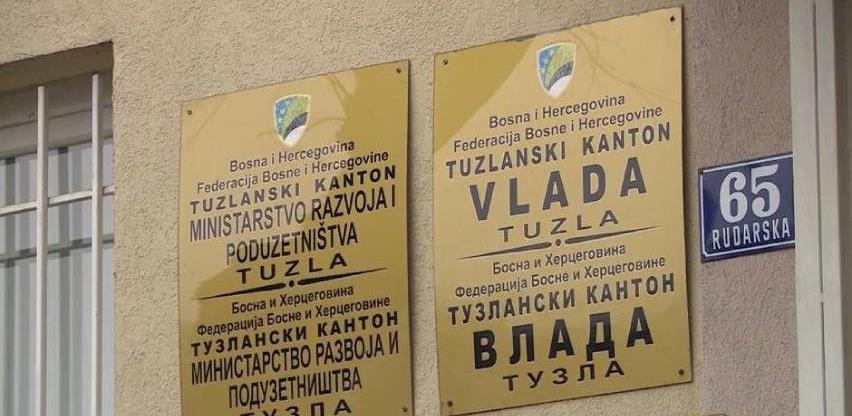 Bosna i Hercegovina
Federacija Bosne i Hercegovine
TUZLANSKI KANTON
MINISTARSTVO RAZVOJA I
PODUZETNIŠTVA
TUZLA
Босна и Херцеговина
Федерација Босне и Херцеговине
ТУЗЛАНСКИ КАНТОН
МИНИСТАРСТВО РАЗВОЈА И
ПОДУЗЕТНИШТВА
ТУЗЛА
Bosna i Hercegovina
Federacija Bosne i Hercegovine
TUZLANSKI KANTON
VLADA
TUZLA
Босна и Херцеговина
Федерација Босне и Херцеговине
ТУЗЛАНСКИ КАНТОН
ВЛАДА
ТУЗЛА
65
RUDARSKA